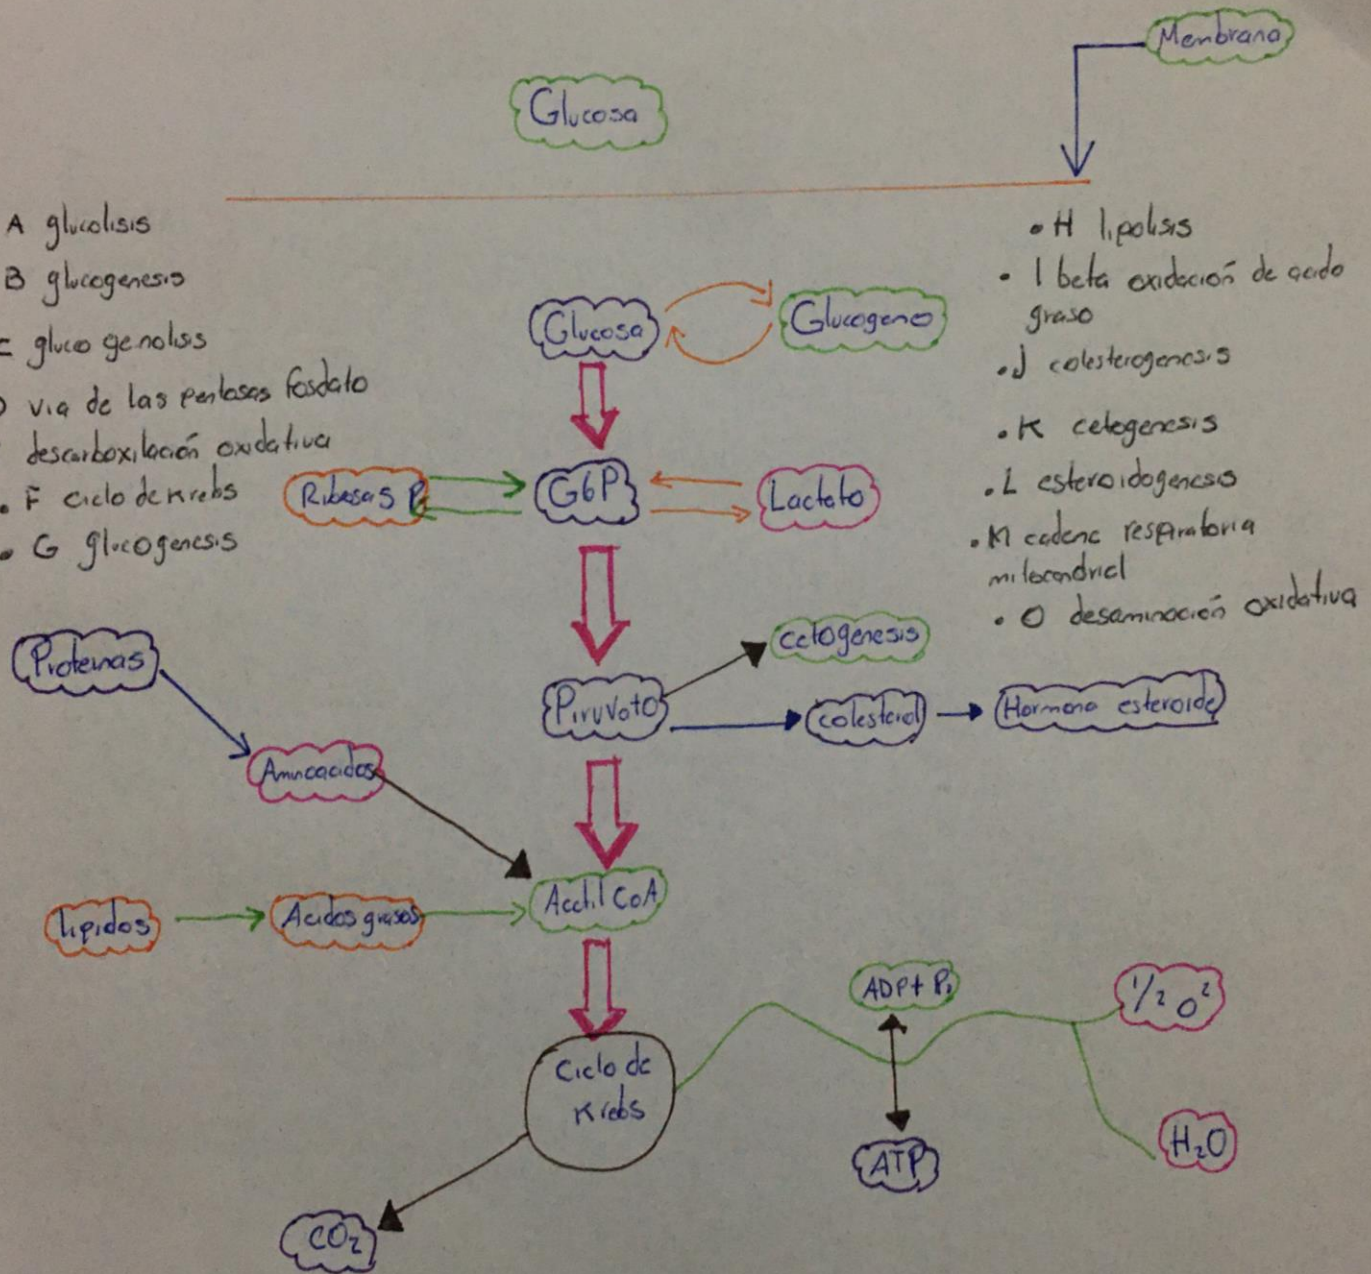 Membrana
Glucosa
A glucolisis
B glucogenesis
C gluco genolisis
D via de las pentosas fosfato
descarboxilación oxidativa
. F ciclo de krebs
. G glucogenesis
• H lipolisis
• I beta oxidación de acido
graso
• J colesterogenesis
• K cetogenesis
• L esteroidogenesis
• M cadena respiratoria
mitocondrial
• O desaminación oxidativa
Glucosa
Glucogeno
Ribosas P
G6P
Lactato
Proteinas
cetogenesis
Piruvato
colesterol
Hormona esteroide
Aminoacidos
Acetil CoA
Lipidos
Acidos grasos
ADP+ Pi
1/2 O²
Ciclo de
Krebs
ATP
H₂O
CO₂